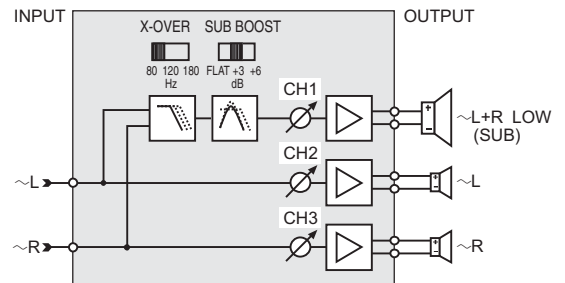 INPUT OUTPUT
X-OVER SUB BOOST
80 120 180 FLAT +3 +6
Hz dB
CH1
~L+R LOW
(SUB)
CH2
~L ~L
CH3
~R ~R